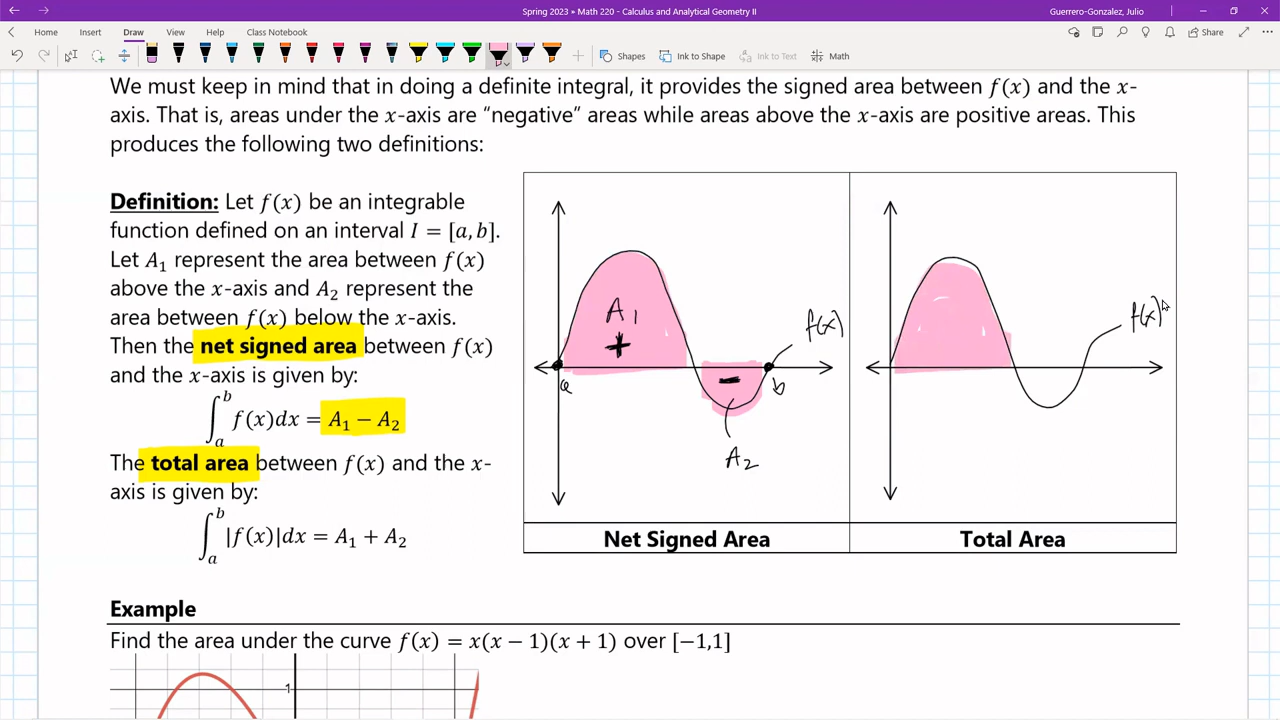 Spring 2023 » Math 220 - Calculus and Analytical Geometry II
Guerrero-Gonzalez, Julio
Home Insert Draw View Help Class Notebook
Share
Shapes Ink to Shape Ink to Text Math
We must keep in mind that in doing a definite integral, it provides the signed area between f(x) and the x-
axis. That is, areas under the x-axis are “negative” areas while areas above the x-axis are positive areas. This
produces the following two definitions:
Definition: Let f(x) be an integrable
function defined on an interval I = [a, b].
Let A₁ represent the area between f(x)
above the x-axis and A₂ represent the
area between f(x) below the x-axis.
Then the net signed area between f(x)
and the x-axis is given by:
∫ₐᵇ f(x)dx = A₁ − A₂
The total area between f(x) and the x-
axis is given by:
∫ₐᵇ |f(x)|dx = A₁ + A₂
A₁
+
f(x)
−
a
b
A₂
f(x)
Net Signed Area
Total Area
Example
Find the area under the curve f(x) = x(x − 1)(x + 1) over [−1,1]
1